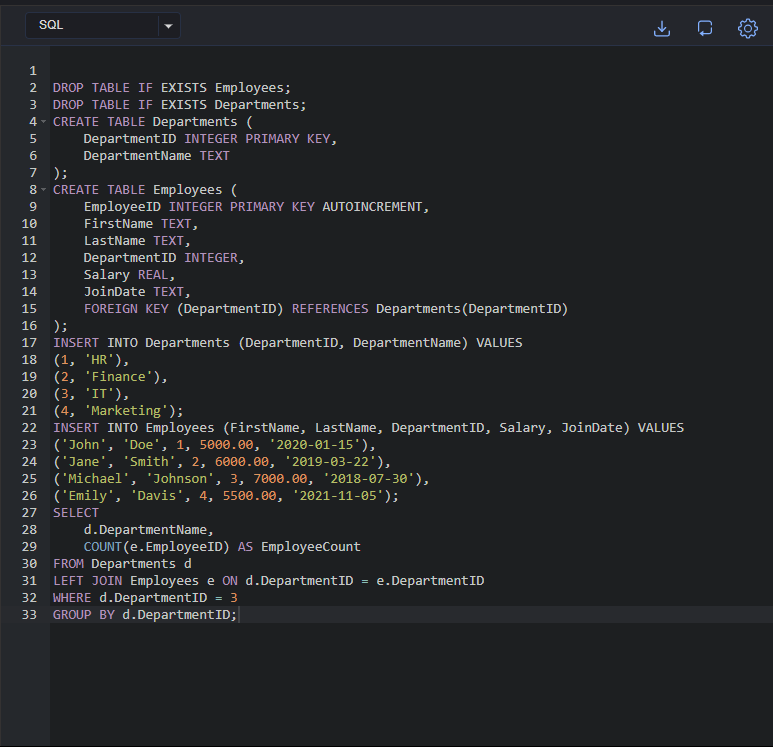 SQL
1
2 DROP TABLE IF EXISTS Employees;
3 DROP TABLE IF EXISTS Departments;
4 CREATE TABLE Departments (
5     DepartmentID INTEGER PRIMARY KEY,
6     DepartmentName TEXT
7 );
8 CREATE TABLE Employees (
9     EmployeeID INTEGER PRIMARY KEY AUTOINCREMENT,
10     FirstName TEXT,
11     LastName TEXT,
12     DepartmentID INTEGER,
13     Salary REAL,
14     JoinDate TEXT,
15     FOREIGN KEY (DepartmentID) REFERENCES Departments(DepartmentID)
16 );
17 INSERT INTO Departments (DepartmentID, DepartmentName) VALUES
18 (1, 'HR'),
19 (2, 'Finance'),
20 (3, 'IT'),
21 (4, 'Marketing');
22 INSERT INTO Employees (FirstName, LastName, DepartmentID, Salary, JoinDate) VALUES
23 ('John', 'Doe', 1, 5000.00, '2020-01-15'),
24 ('Jane', 'Smith', 2, 6000.00, '2019-03-22'),
25 ('Michael', 'Johnson', 3, 7000.00, '2018-07-30'),
26 ('Emily', 'Davis', 4, 5500.00, '2021-11-05');
27 SELECT
28     d.DepartmentName,
29     COUNT(e.EmployeeID) AS EmployeeCount
30 FROM Departments d
31 LEFT JOIN Employees e ON d.DepartmentID = e.DepartmentID
32 WHERE d.DepartmentID = 3
33 GROUP BY d.DepartmentID;